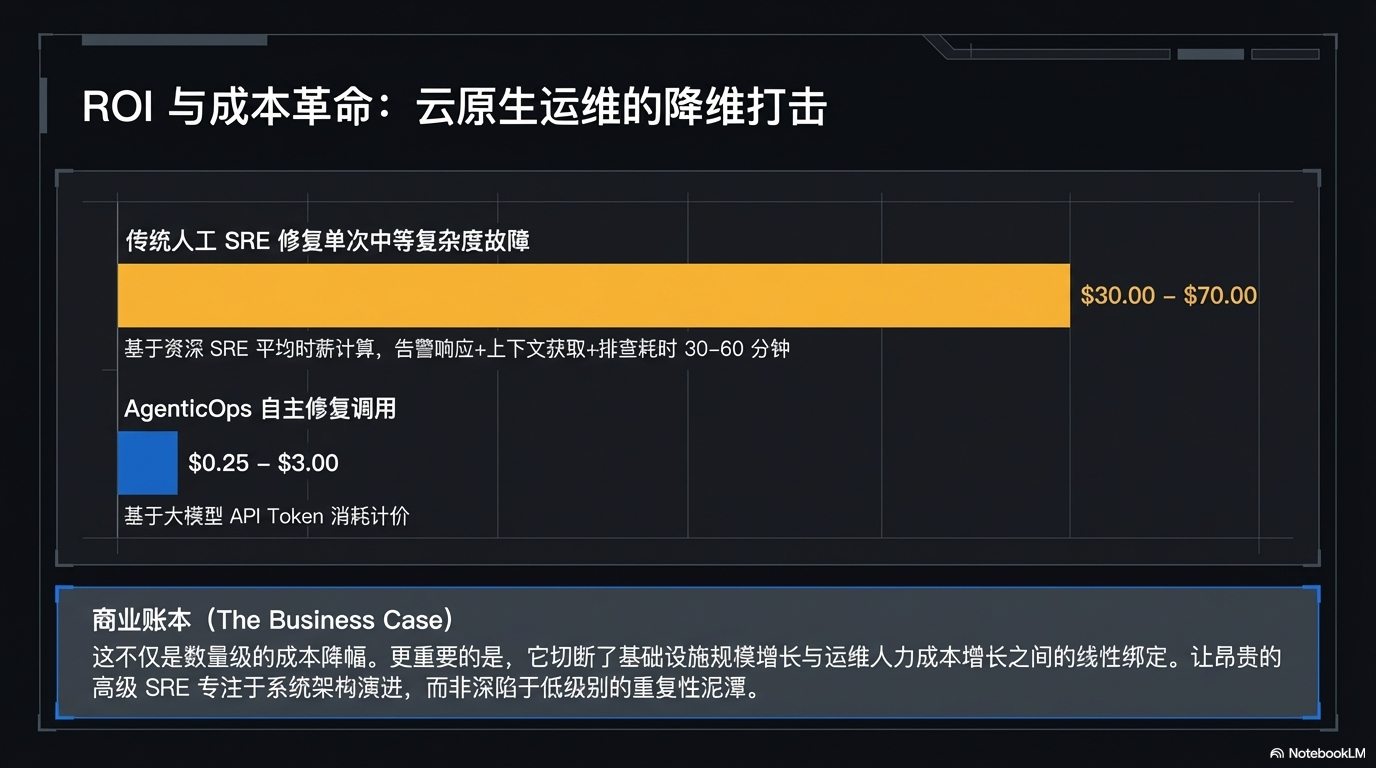 ROI 与成本革命：云原生运维的降维打击
传统人工 SRE 修复单次中等复杂度故障
$30.00 – $70.00
基于资深 SRE 平均时薪计算，告警响应+上下文获取+排查耗时 30–60 分钟
AgenticOps 自主修复调用
$0.25 – $3.00
基于大模型 API Token 消耗计价
商业账本（The Business Case）
这不仅是数量级的成本降幅。更重要的是，它切断了基础设施规模增长与运维人力成本增长之间的线性绑定。让昂贵的
高级 SRE 专注于系统架构演进，而非深陷于低级别的重复性泥潭。
NotebookLM